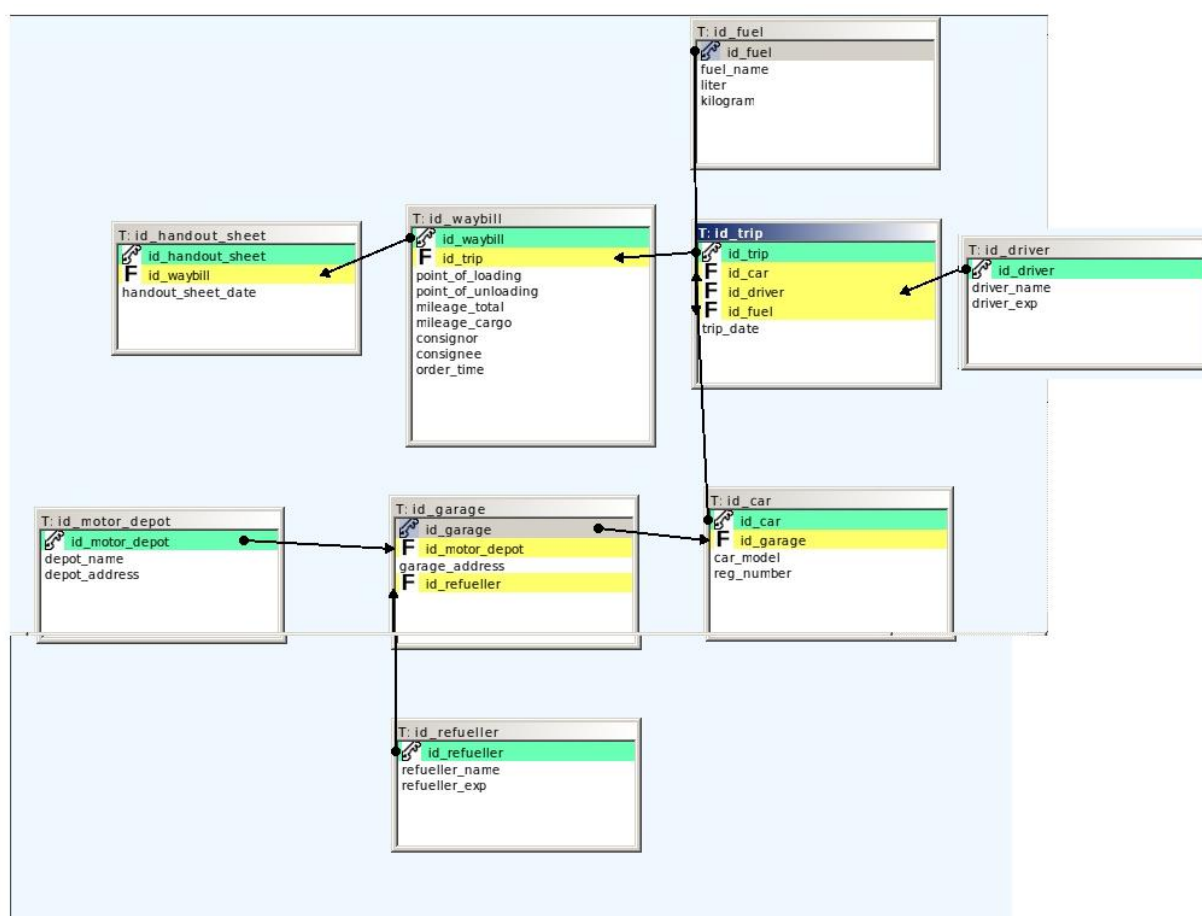 T: id_fuel
id_fuel
fuel_name
liter
kilogram
T: id_handout_sheet
id_handout_sheet
F id_waybill
handout_sheet_date
T: id_waybill
id_waybill
F id_trip
point_of_loading
point_of_unloading
mileage_total
mileage_cargo
consignor
consignee
order_time
T: id_trip
id_trip
F id_car
F id_driver
F id_fuel
trip_date
T: id_driver
id_driver
driver_name
driver_exp
T: id_motor_depot
id_motor_depot
depot_name
depot_address
T: id_garage
id_garage
F id_motor_depot
garage_address
F id_refueller
T: id_car
id_car
F id_garage
car_model
reg_number
T: id_refueller
id_refueller
refueller_name
refueller_exp